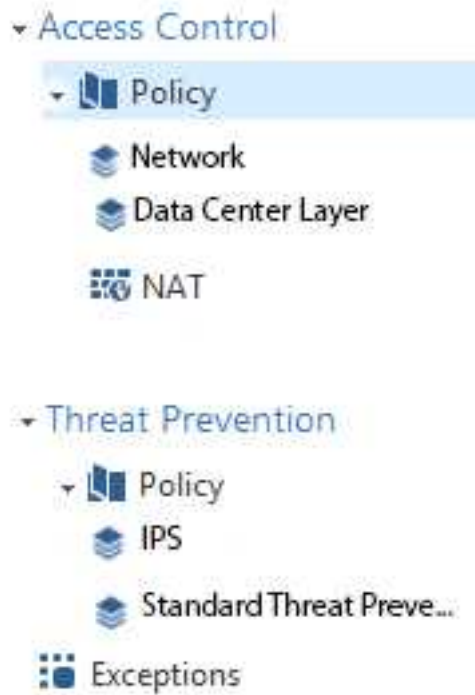 Access Control
Policy
Network
Data Center Layer
NAT
Threat Prevention
Policy
IPS
Standard Threat Preve...
Exceptions